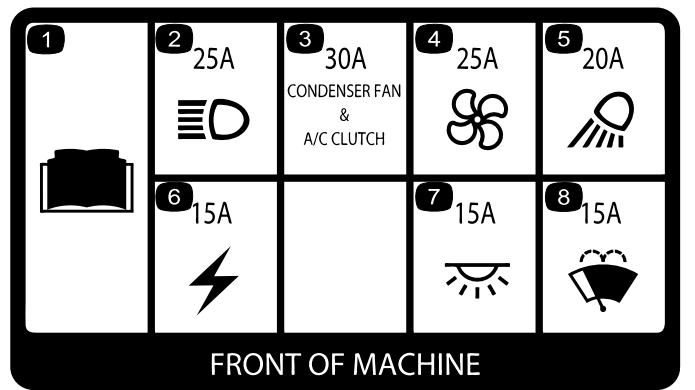 1
2
25A
3
30A
CONDENSER FAN
&
A/C CLUTCH
4
25A
5
20A
6
15A
7
15A
8
15A
FRONT OF MACHINE